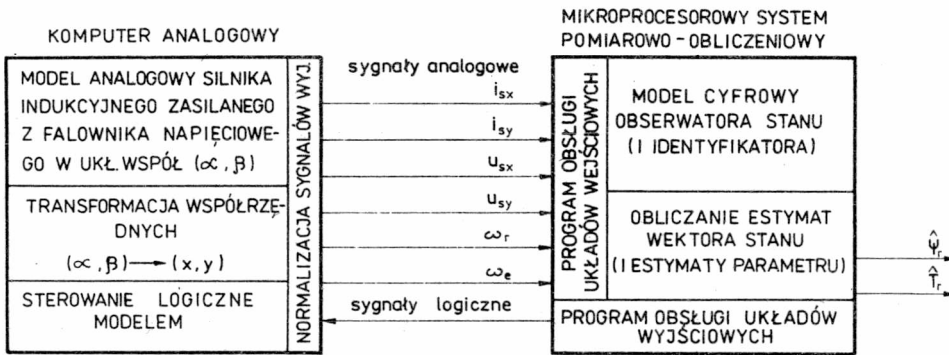 KOMPUTER ANALOGOWY
MODEL ANALOGOWY SILNIKA
INDUKCYJNEGO ZASILANEGO
Z FALOWNIKA NAPIĘCIOWE-
GO W UKŁ. WSPÓŁ (α, β)
TRANSFORMACJA WSPÓŁRZĘ-
DNYCH
(α, β) → (x, y)
STEROWANIE LOGICZNE
MODELEM
NORMALIZACJA SYGNAŁÓW WYJ.
sygnały analogowe
i_sx
i_sy
u_sx
u_sy
ω_r
ω_e
sygnały logiczne
MIKROPROCESOROWY SYSTEM
POMIAROWO-OBLICZENIOWY
PROGRAM OBSŁUGI
UKŁADÓW WEJŚCIOWYCH
MODEL CYFROWY
OBSERWATORA STANU
(I IDENTYFIKATORA)
OBLICZANIE ESTYMAT
WEKTORA STANU
(I ESTYMATY PARAMETRU)
PROGRAM OBSŁUGI UKŁADÓW
WYJŚCIOWYCH
ψ̂_r
T̂_r